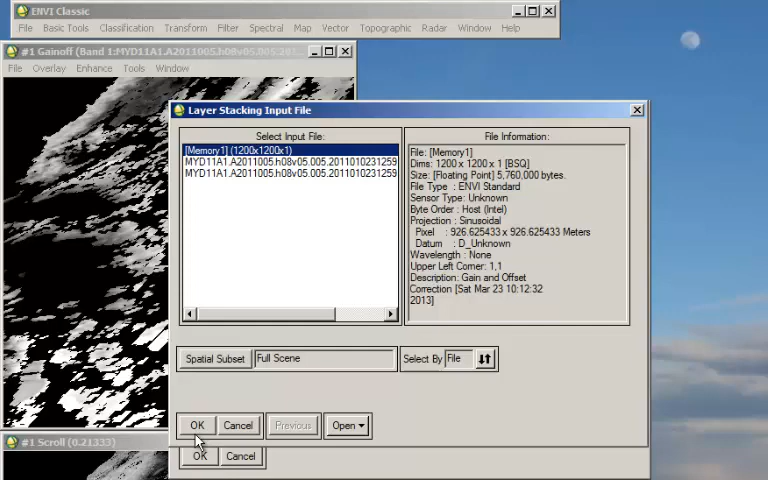 ENVI Classic
File Basic Tools Classification Transform Filter Spectral Map Vector Topographic Radar Window Help
#1 Gainoff (Band 1:MYD11A1.A2011005.h08v05.005.201
File Overlay Enhance Tools Window
Layer Stacking Input File
Select Input File:
[Memory1] (1200x1200x1)
MYD11A1.A2011005.h08v05.005.2011010231259
MYD11A1.A2011005.h08v05.005.2011010231259
File Information:
File: [Memory1]
Dims: 1200 x 1200 x 1 [BSQ]
Size: [Floating Point] 5,760,000 bytes.
File Type : ENVI Standard
Sensor Type: Unknown
Byte Order : Host (Intel)
Projection : Sinusoidal
Pixel : 926.625433 x 926.625433 Meters
Datum : D_Unknown
Wavelength : None
Upper Left Corner: 1,1
Description: Gain and Offset
Correction [Sat Mar 23 10:12:32
2013]
Spatial Subset Full Scene
Select By File
OK Cancel Previous Open
#1 Scroll (0.21333)
OK Cancel